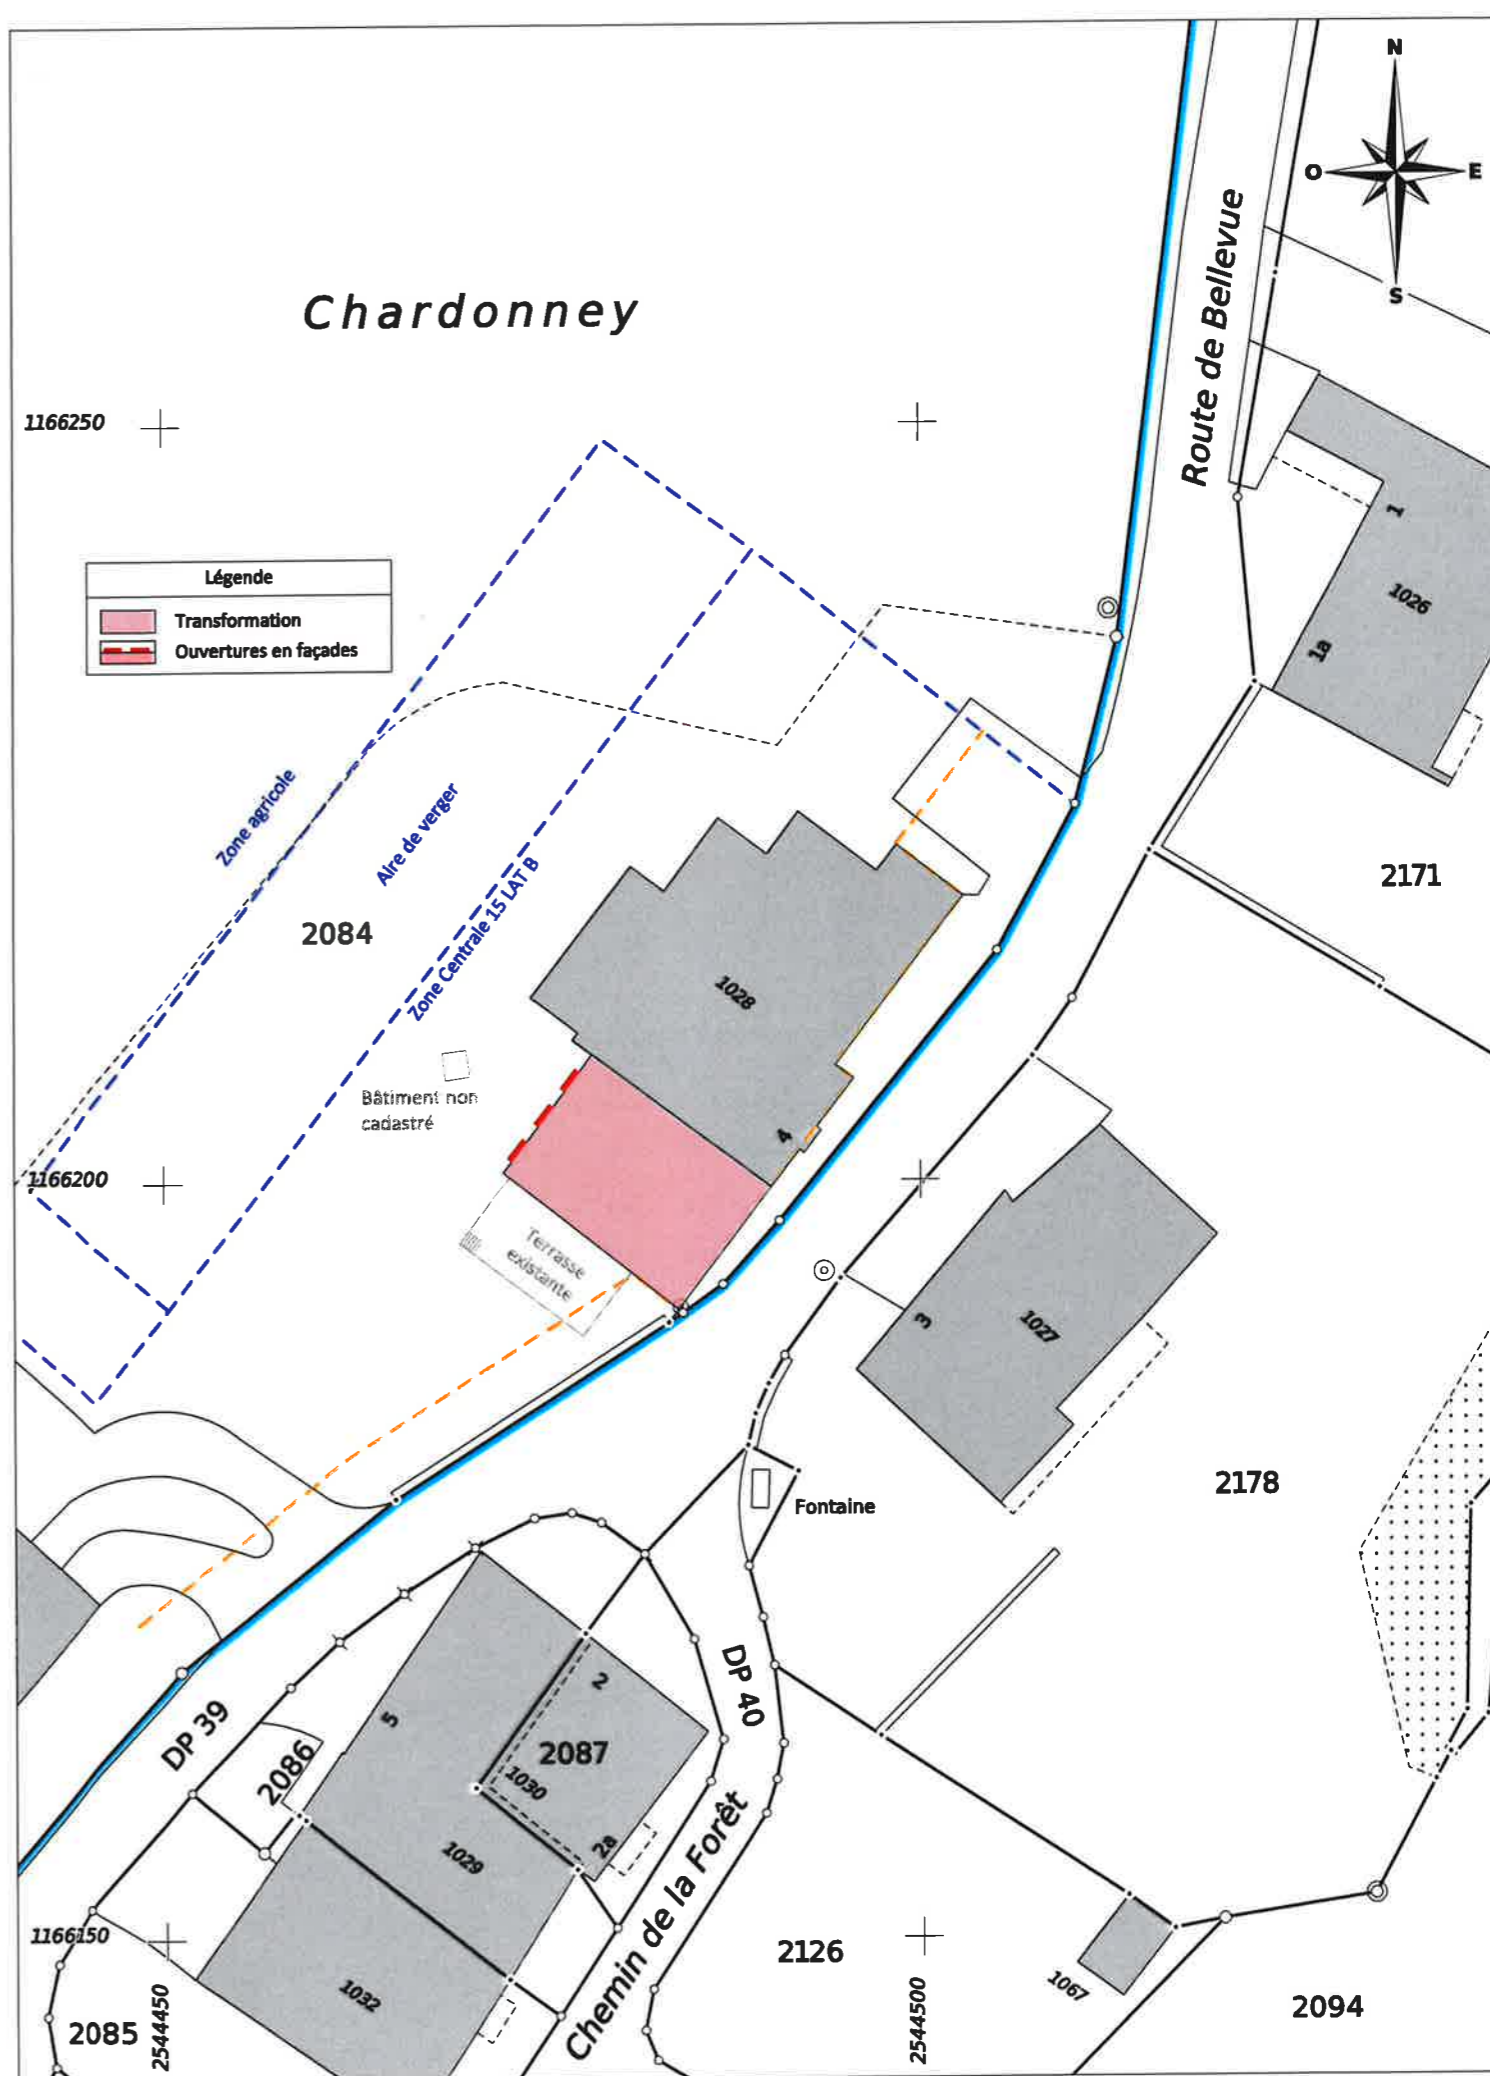 N
O
E
S
Route de Bellevue
Chardonney
1166250
Légende
Transformation
Ouvertures en façades
1
1026
1a
Zone agricole
Aire de verger
2171
2084
Zone Centrale 15 LAT B
1028
Bâtiment non
cadastré
4
1166200
Terrasse
existante
3
1027
2178
Fontaine
DP 40
2
5
DP 39
2086
2087
1030
2a
1029
Chemin de la Forêt
1166150
2126
1067
1032
2094
2085
2544450
2544500